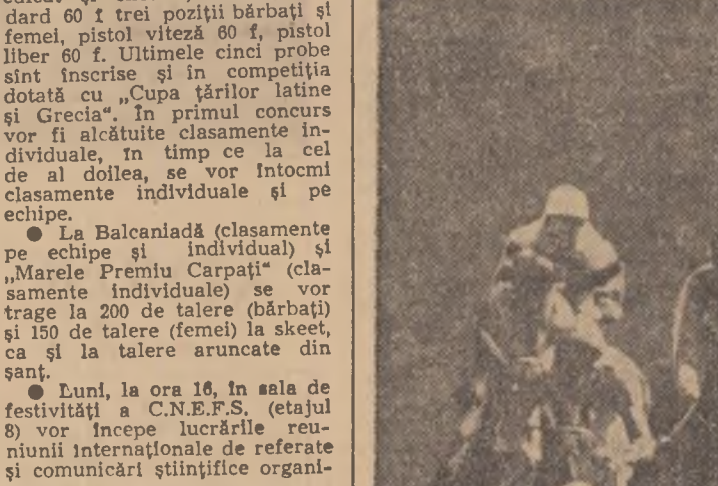 dard 60 f trei poziții bărbați și
femei, pistol viteză 60 f, pistol
liber 60 f. Ultimele cinci probe
sînt înscrise și în competiția
dotată cu „Cupa țărilor latine
și Grecia". În primul concurs
vor fi alcătuite clasamente in-
dividuale, în timp ce la cel
de al doilea, se vor întocmi
clasamente individuale și pe
echipe.
● La Balcaniadă (clasamente
pe echipe și individual) și
„Marele Premiu Carpați" (cla-
samente individuale) se vor
trage la 200 de talere (bărbați)
și 150 de talere (femei) la skeet,
ca și la talere aruncate din
șanț.
● Luni, la ora 16, în sala de
festivități a C.N.E.F.S. (etajul
8) vor începe lucrările reu-
niunii internaționale de referate
și comunicări științifice organi-